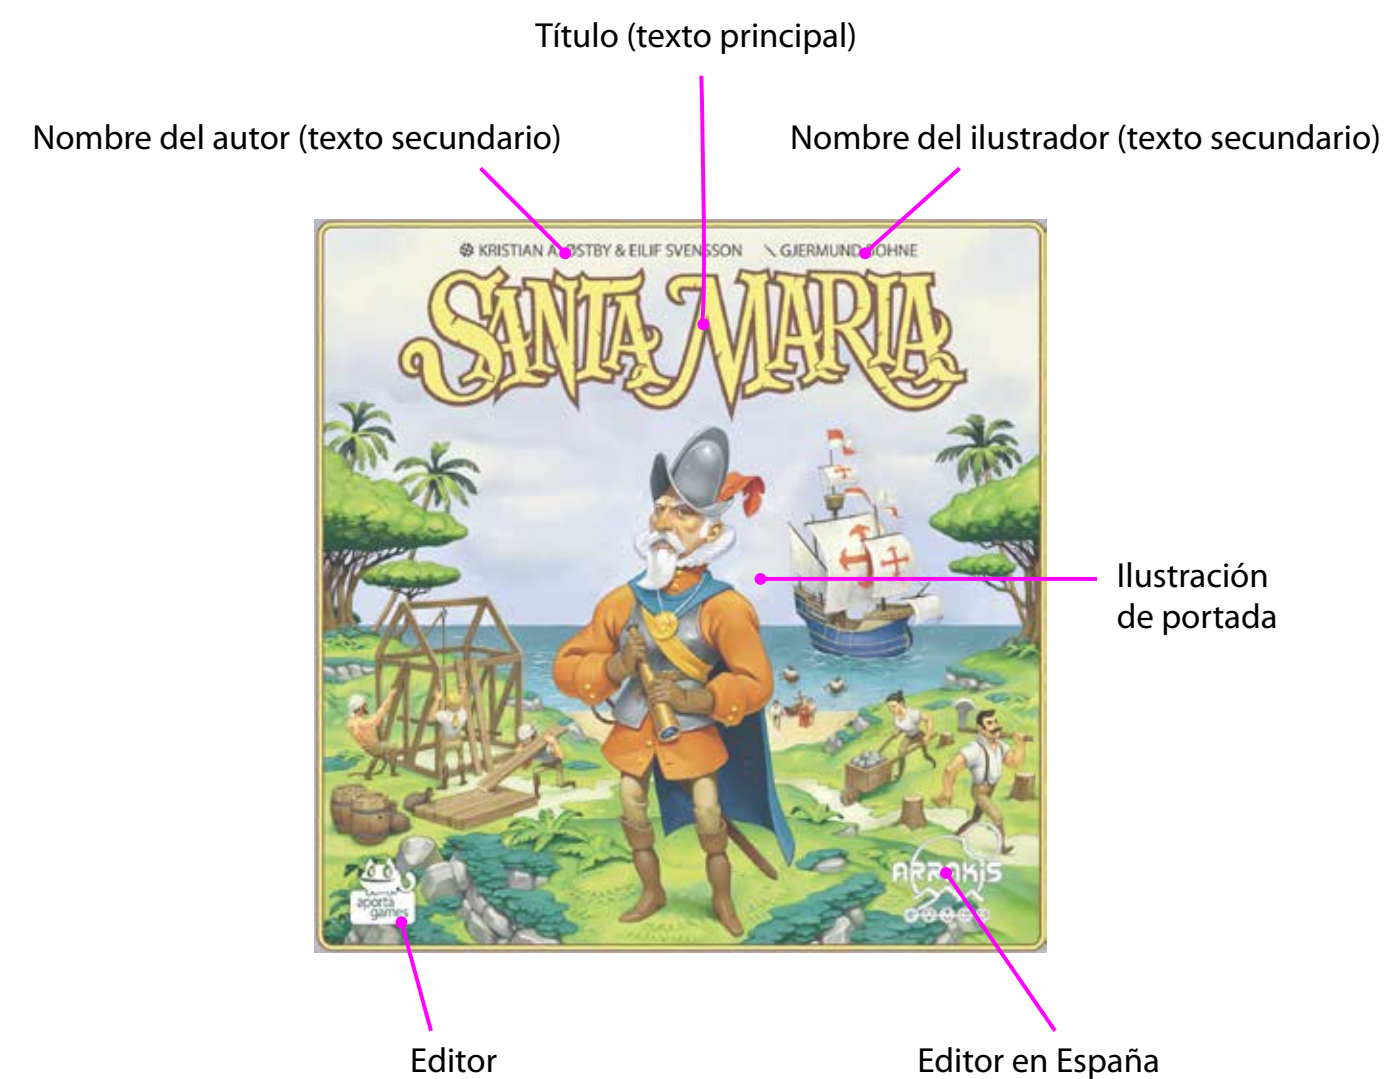 Título (texto principal)
Nombre del autor (texto secundario)
Nombre del ilustrador (texto secundario)
KRISTIAN A. ØSTBY & EILIF SVENSSON
GJERMUND BOHNE
SANTA MARIA
Ilustración
de portada
ARRAKIS
GAMES
aporta
games
Editor
Editor en España